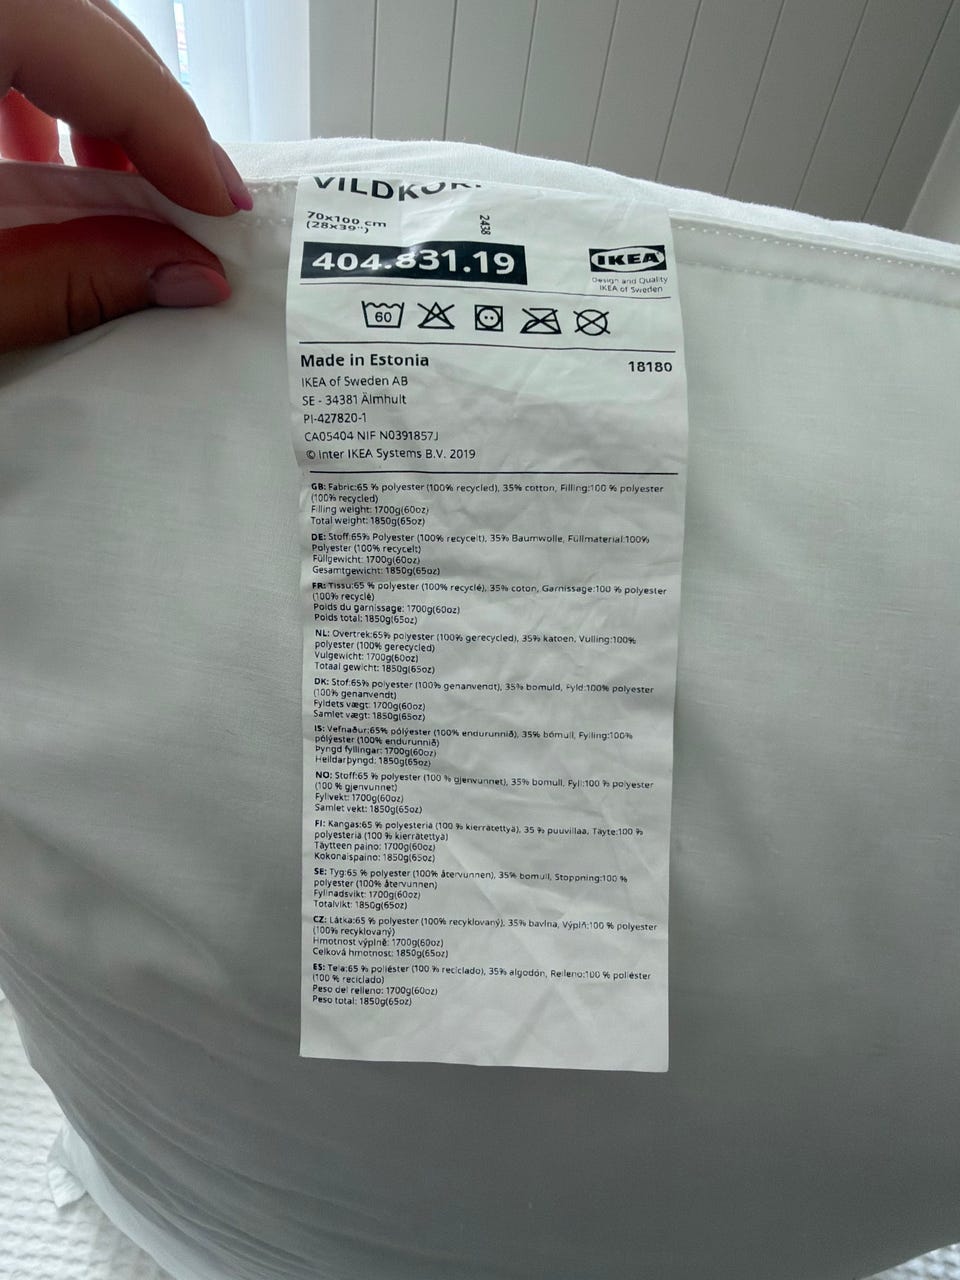 70x100 cm
(28x39")
2438
404.831.19
IKEA
Design and Quality
IKEA of Sweden
60
Made in Estonia
18180
IKEA of Sweden AB
SE - 34381 Älmhult
PI-427820-1
CA05404 NIF N0391857J
© Inter IKEA Systems B.V. 2019
GB: Fabric:65 % polyester (100% recycled), 35% cotton, Filling:100 % polyester
(100% recycled)
Filling weight: 1700g(60oz)
Total weight: 1850g(65oz)
DE: Stoff:65% Polyester (100% recycelt), 35% Baumwolle, Füllmaterial:100%
Polyester (100% recycelt)
Füllgewicht: 1700g(60oz)
Gesamtgewicht: 1850g(65oz)
FR: Tissu:65 % polyester (100% recyclé), 35% coton, Garnissage:100 % polyester
(100% recyclé)
Poids du garnissage: 1700g(60oz)
Poids total: 1850g(65oz)
NL: Overtrek:65% polyester (100% gerecycled), 35% katoen, Vulling:100%
polyester (100% gerecycled)
Vulgewicht: 1700g(60oz)
Totaal gewicht: 1850g(65oz)
DK: Stof:65% polyester (100% genanvendt), 35% bomuld, Fyld:100% polyester
(100% genanvendt)
Fyldets vægt: 1700g(60oz)
Samlet vægt: 1850g(65oz)
IS: Vefnaður:65% pólýester (100% endurunnið), 35% bómull, Fylling:100%
pólýester (100% endurunnið)
Þyngd fyllingar: 1700g(60oz)
Heildarþyngd: 1850g(65oz)
NO: Stoff:65 % polyester (100 % gjenvunnet), 35% bomull, Fyll:100 % polyester
(100 % gjenvunnet)
Fyllvekt: 1700g(60oz)
Samlet vekt: 1850g(65oz)
FI: Kangas:65 % polyesteriä (100 % kierrätettyä), 35 % puuvillaa, Täyte:100 %
polyesteriä (100 % kierrätettyä)
Täytteen paino: 1700g(60oz)
Kokonaispaino: 1850g(65oz)
SE: Tyg:65 % polyester (100% återvunnen), 35% bomull, Stoppning:100 %
polyester (100% återvunnen)
Fyllnadsvikt: 1700g(60oz)
Totalvikt: 1850g(65oz)
CZ: Látka:65 % polyester (100% recyklovaný), 35% bavlna, Výplň:100 % polyester
(100% recyklovaný)
Hmotnost výplně: 1700g(60oz)
Celková hmotnost: 1850g(65oz)
ES: Tela:65 % poliéster (100 % reciclado), 35% algodón, Relleno:100 % poliéster
(100 % reciclado)
Peso del relleno: 1700g(60oz)
Peso total: 1850g(65oz)